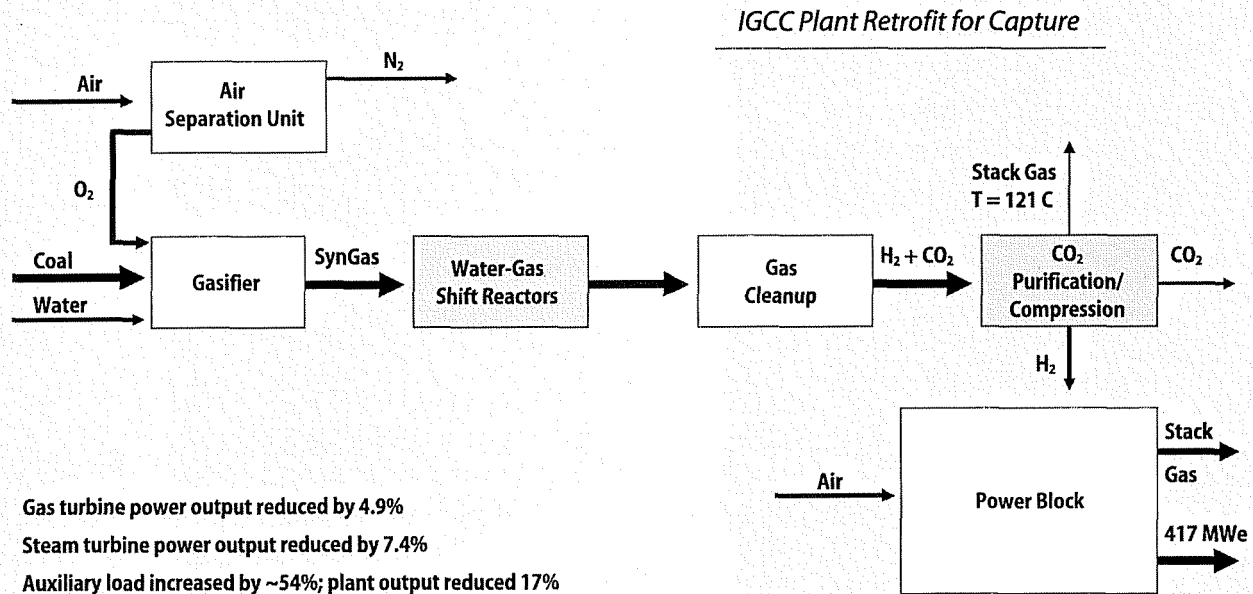 IGCC Plant Retrofit for Capture
Air
Air
Separation Unit
N₂
O₂
Coal
Water
Gasifier
SynGas
Water-Gas
Shift Reactors
Gas
Cleanup
H₂ + CO₂
Stack Gas
T = 121 C
CO₂
Purification/
Compression
CO₂
H₂
Air
Power Block
Stack
Gas
417 MWe
Gas turbine power output reduced by 4.9%
Steam turbine power output reduced by 7.4%
Auxiliary load increased by ~54%; plant output reduced 17%